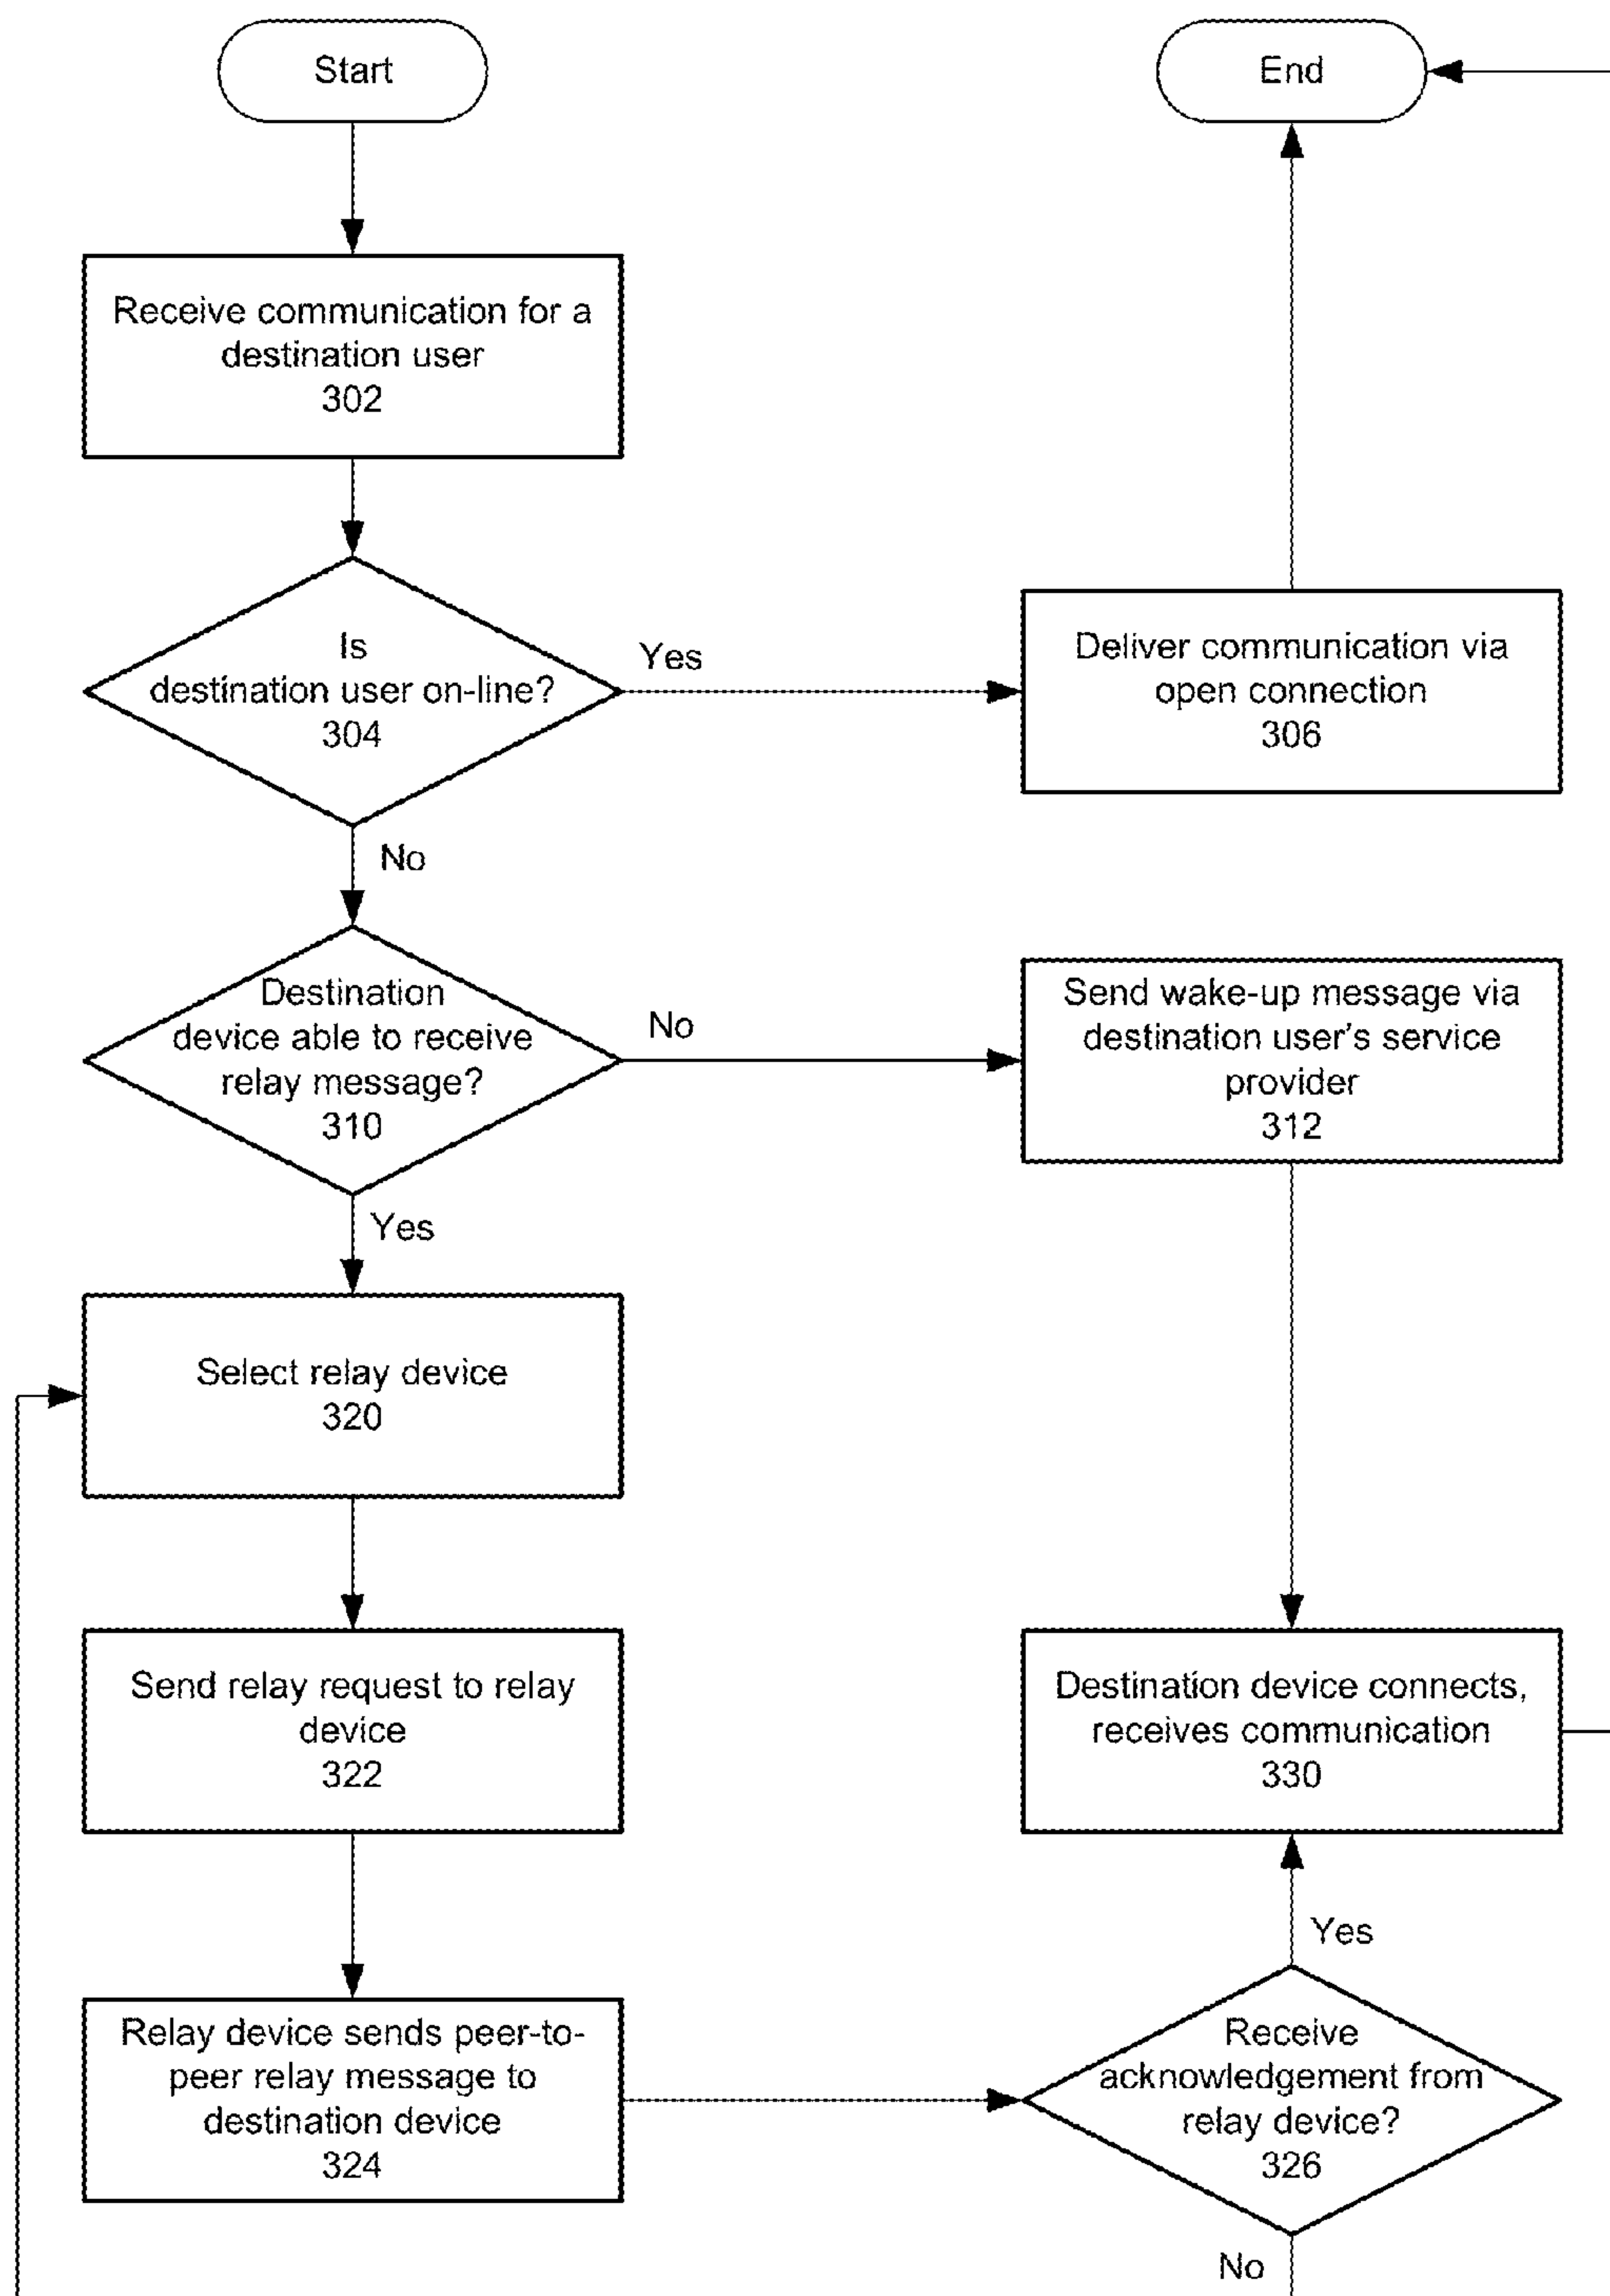 Start
End
Receive communication for a
destination user
302
Is
destination user on-line?
304
Yes
Deliver communication via
open connection
306
No
Destination
device able to receive
relay message?
310
No
Send wake-up message via
destination user's service
provider
312
Yes
Select relay device
320
Send relay request to relay
device
322
Destination device connects,
receives communication
330
Yes
Relay device sends peer-to-
peer relay message to
destination device
324
Receive
acknowledgement from
relay device?
326
No